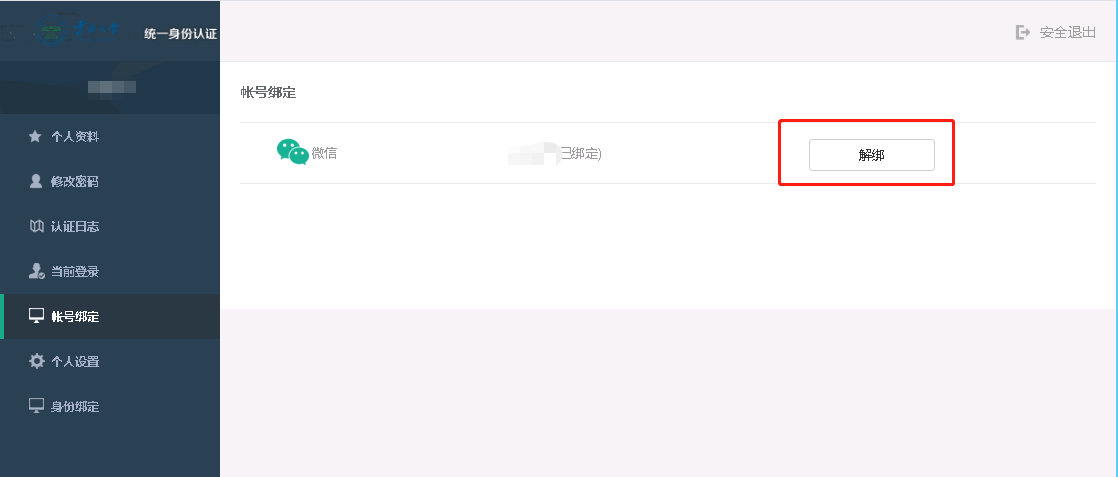 统一身份认证
安全退出
帐号绑定
微信
已绑定)
解绑
个人资料
修改密码
认证日志
当前登录
帐号绑定
个人设置
身份绑定